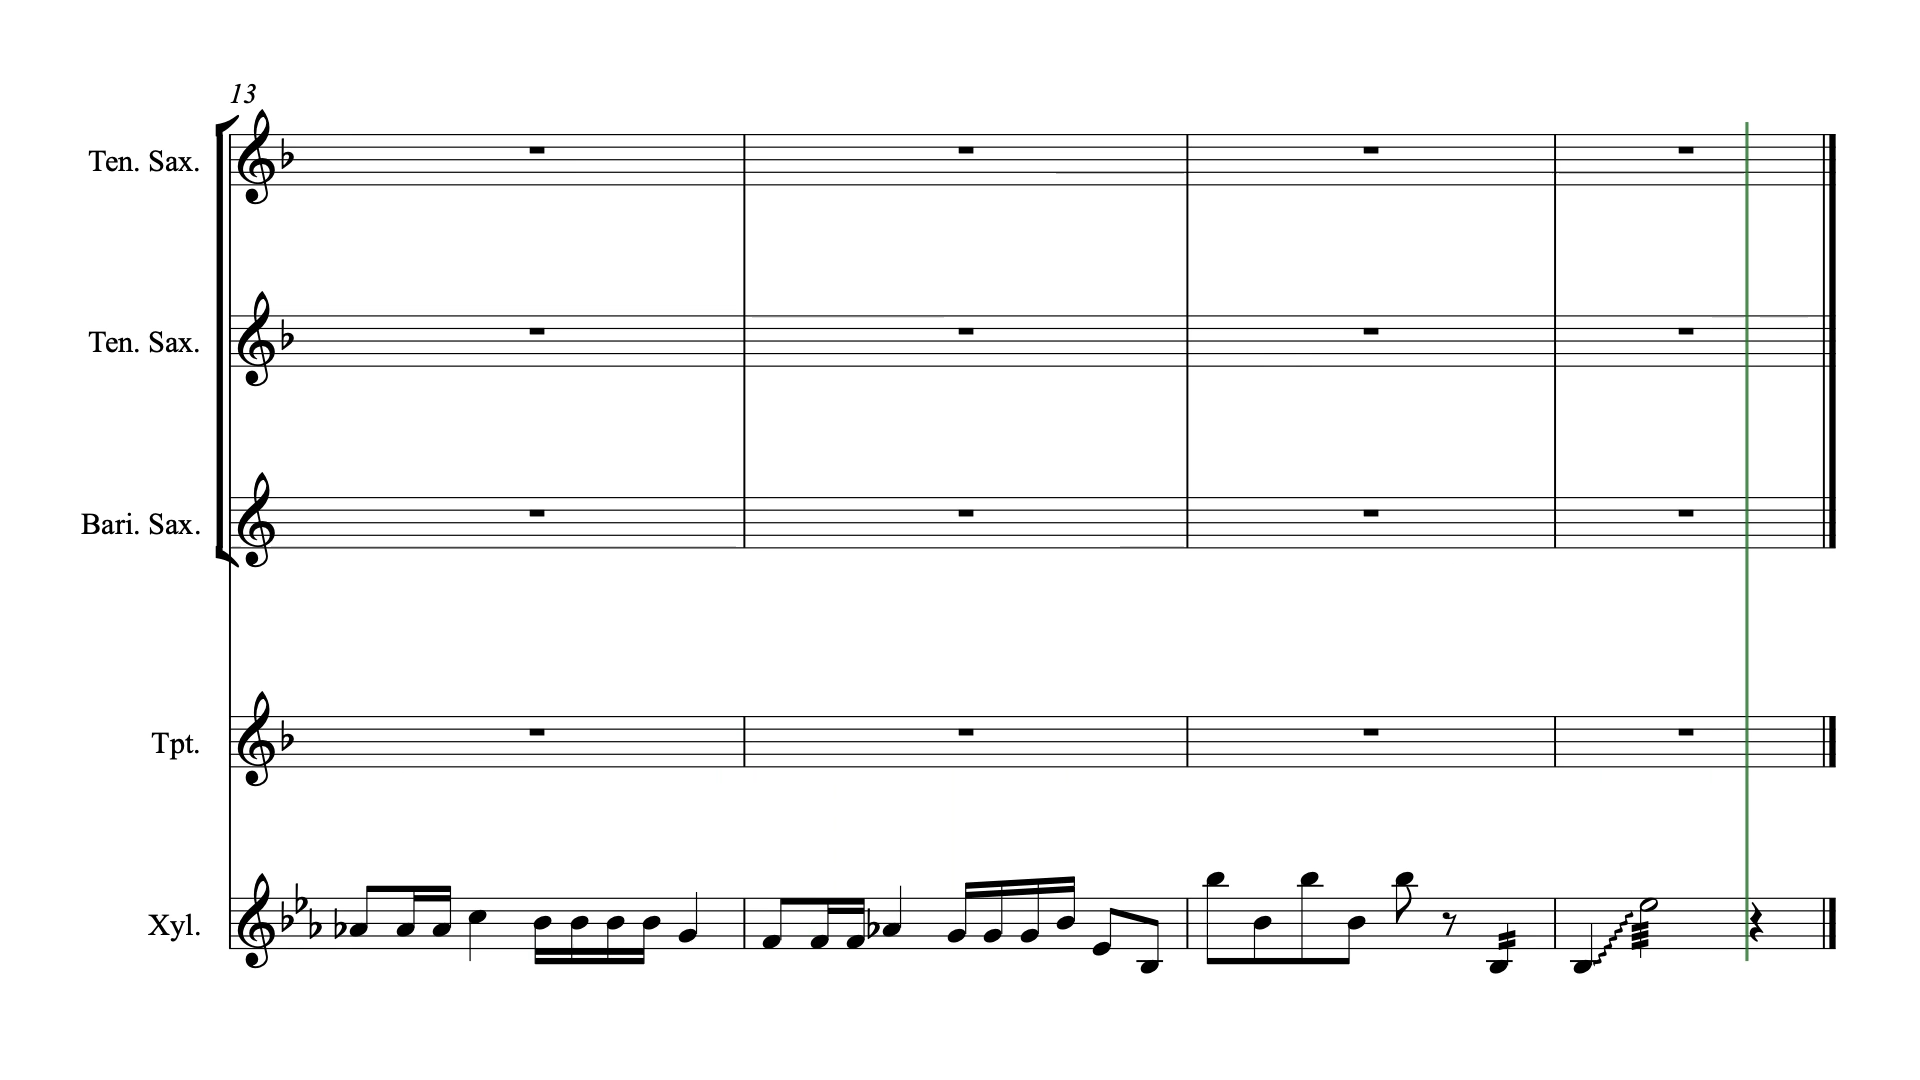 13
Ten. Sax.
Ten. Sax.
Bari. Sax.
Tpt.
Xyl.